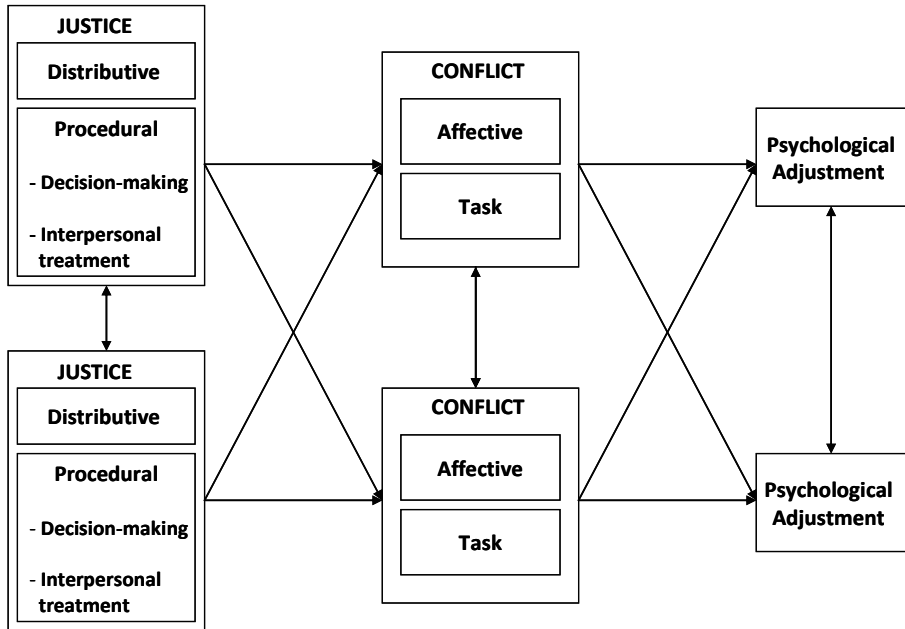 JUSTICE
Distributive
Procedural
- Decision-making
- Interpersonal
treatment
CONFLICT
Affective
Task
Psychological
Adjustment
JUSTICE
Distributive
Procedural
- Decision-making
- Interpersonal
treatment
CONFLICT
Affective
Task
Psychological
Adjustment